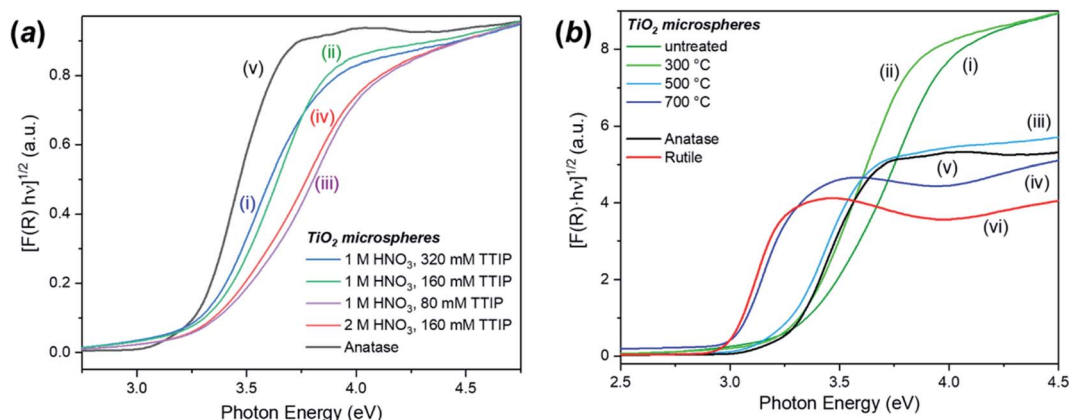 (a)
[F(R) hν]1/2 (a.u.)
0.8
0.4
0.0
(v)
(ii)
(iv)
(i)
(iii)
TiO2 microspheres
1 M HNO3, 320 mM TTIP
1 M HNO3, 160 mM TTIP
1 M HNO3, 80 mM TTIP
2 M HNO3, 160 mM TTIP
Anatase
3.0 3.5 4.0 4.5
Photon Energy (eV)
(b)
[F(R)·hν]1/2 (a.u.)
8
6
4
2
0
TiO2 microspheres
untreated
300 °C
500 °C
700 °C
Anatase
Rutile
(ii)
(i)
(iii)
(v)
(iv)
(vi)
2.5 3.0 3.5 4.0 4.5
Photon Energy (eV)